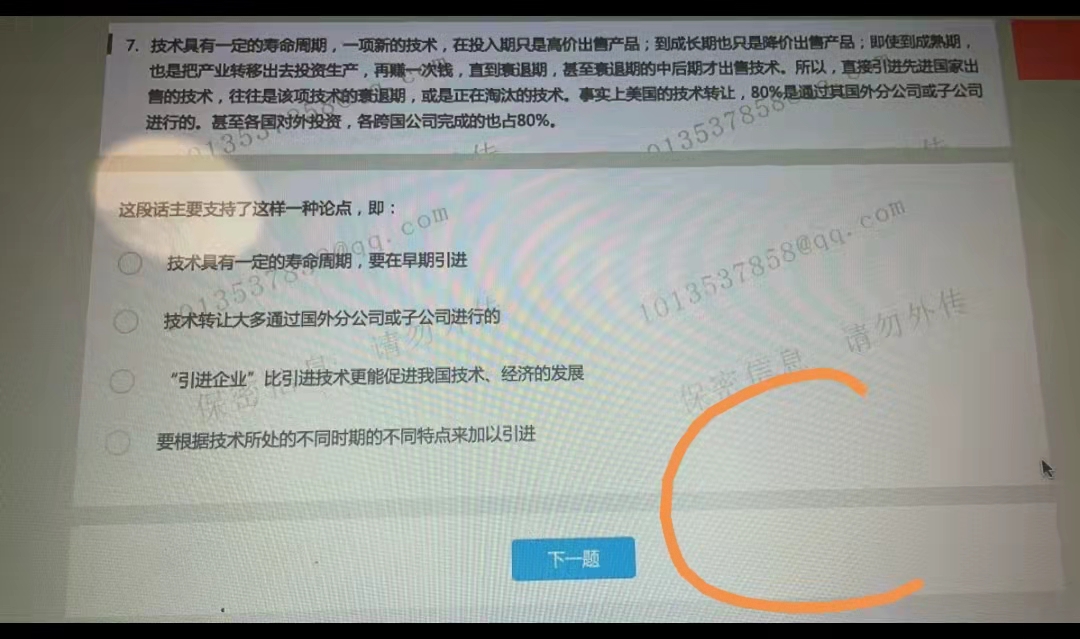 7. 技术具有一定的寿命周期，一项新的技术，在投入期只是高价出售产品；到成长期也只是降价出售产品；即使到成熟期，
也是把产业转移出去投资生产，再赚一次钱，直到衰退期，甚至衰退期的中后期才出售技术。所以，直接引进先进国家出
售的技术，往往是该项技术的衰退期，或是正在淘汰的技术。事实上美国的技术转让，80%是通过其国外分公司或子公司
进行的。甚至各国对外投资，各跨国公司完成的也占80%。
这段话主要支持了这样一种论点，即：
技术具有一定的寿命周期，要在早期引进
技术转让大多通过国外分公司或子公司进行的
“引进企业”比引进技术更能促进我国技术、经济的发展
要根据技术所处的不同时期的不同特点来加以引进
下一题
1013537858@qq.com
保密信息 请勿外传